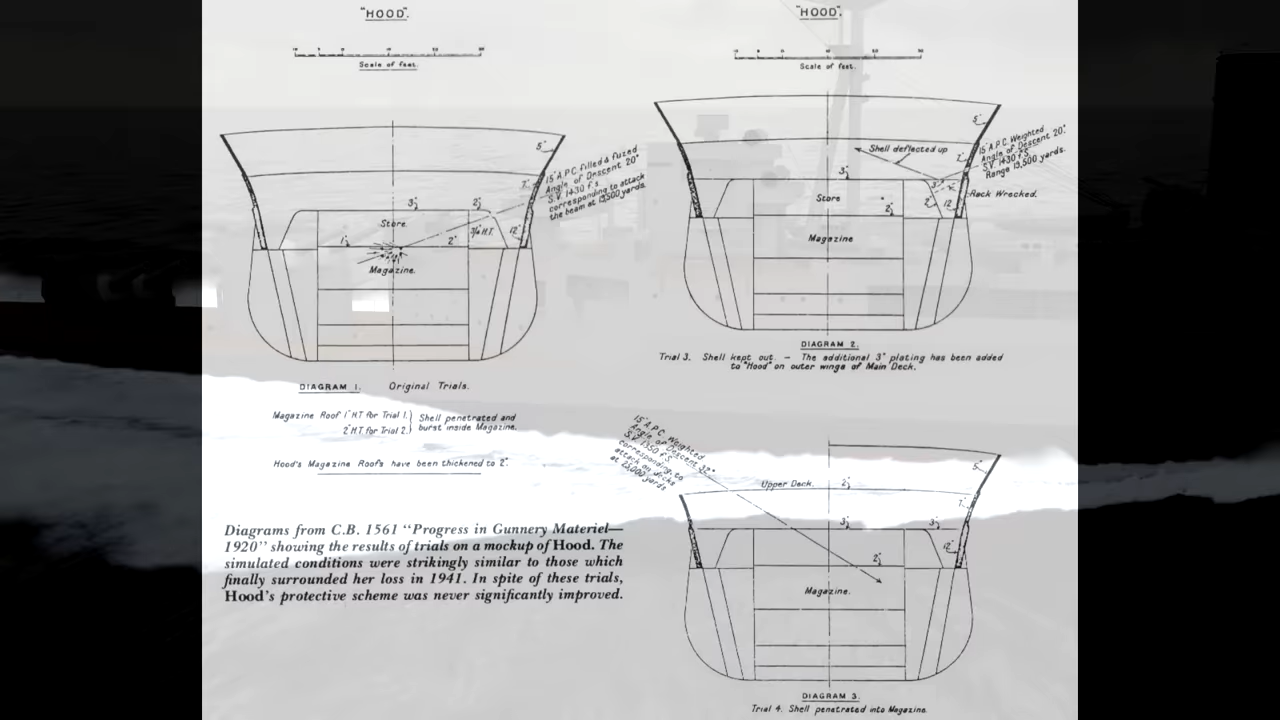 "HOOD".
Scale of feet.
5"
7"
15" A.P.C. filled & fuzed
Angle of Descent 20°
S.V. 1430 f.s.
corresponding to attack
the beam at 13,500 yards.
3"
2"
Store.
3/4" H.T.
12"
1"
2"
Magazine.
DIAGRAM 1. Original Trials.
Magazine Roof 1" H.T for Trial 1.
2" H.T. for Trial 2.
Shell penetrated and
burst inside Magazine.
Hood's Magazine Roofs have been thickened to 2".
Diagrams from C.B. 1561 "Progress in Gunnery Materiel—
1920" showing the results of trials on a mockup of Hood. The
simulated conditions were strikingly similar to those which
finally surrounded her loss in 1941. In spite of these trials,
Hood's protective scheme was never significantly improved.
"HOOD".
Scale of feet.
5"
15" A.P.C. Weighted
Angle of Descent 20°.
S.V. 1430 f.s.
Range 13,500 yards.
7"
Shell deflected up
3"
3"
Rack Wrecked.
Store
2"
2"
12"
Magazine
DIAGRAM 2.
Trial 3. Shell kept out. — The additional 3" plating has been added
to "Hood" on outer wings of Main Deck.
15" A.P.C. Weighted
Angle of Descent 32°
S.V. 1350 f.s.
corresponding to
attack on decks
at 23,000 yards
5"
Upper Deck. 2"
7"
3"
3"
12"
2"
Magazine.
DIAGRAM 3.
Trial 4. Shell penetrated into Magazine.